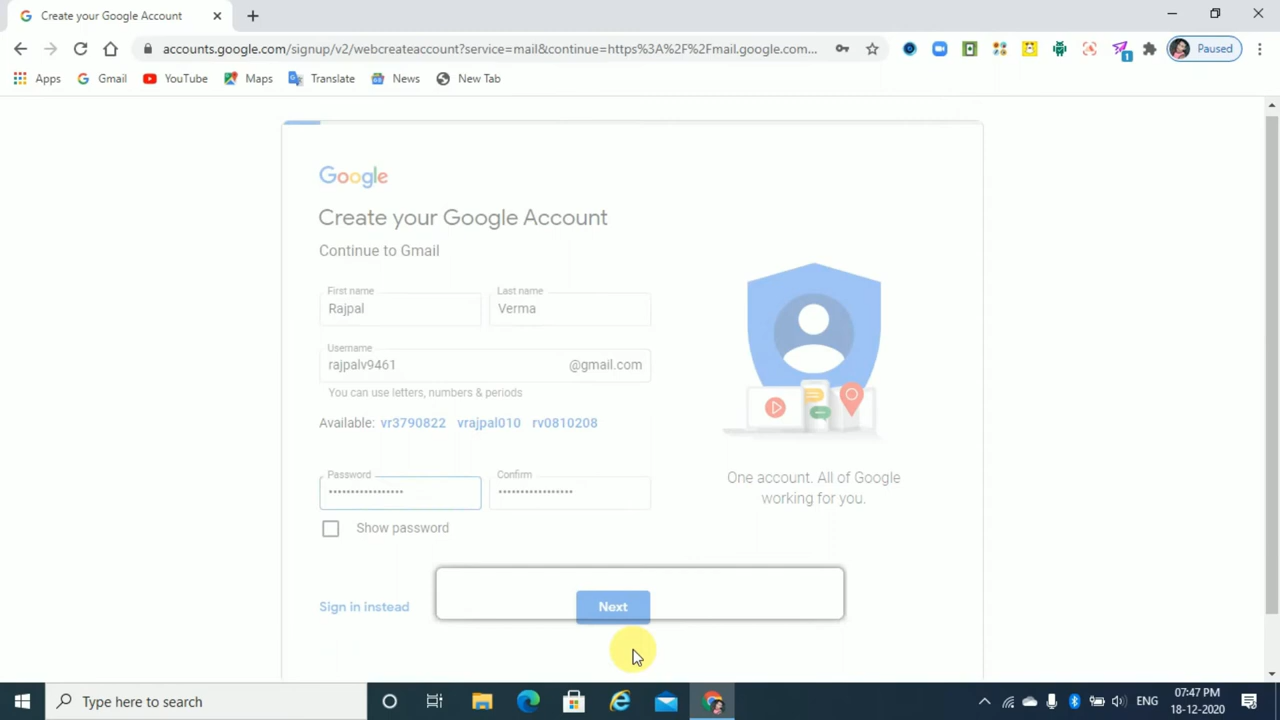 Create your Google Account
accounts.google.com/signup/v2/webcreateaccount?service=mail&continue=https%3A%2F%2Fmail.google.com...
1
Paused
Apps Gmail YouTube Maps Translate News New Tab
Google
Create your Google Account
Continue to Gmail
First name Last name
Rajpal Verma
Username
rajpalv9461 @gmail.com
You can use letters, numbers & periods
Available: vr3790822 vrajpal010 rv0810208
Password Confirm
••••••••••••••••• •••••••••••••••••
Show password
One account. All of Google
working for you.
Sign in instead Next
Type here to search
ENG
07:47 PM
18-12-2020